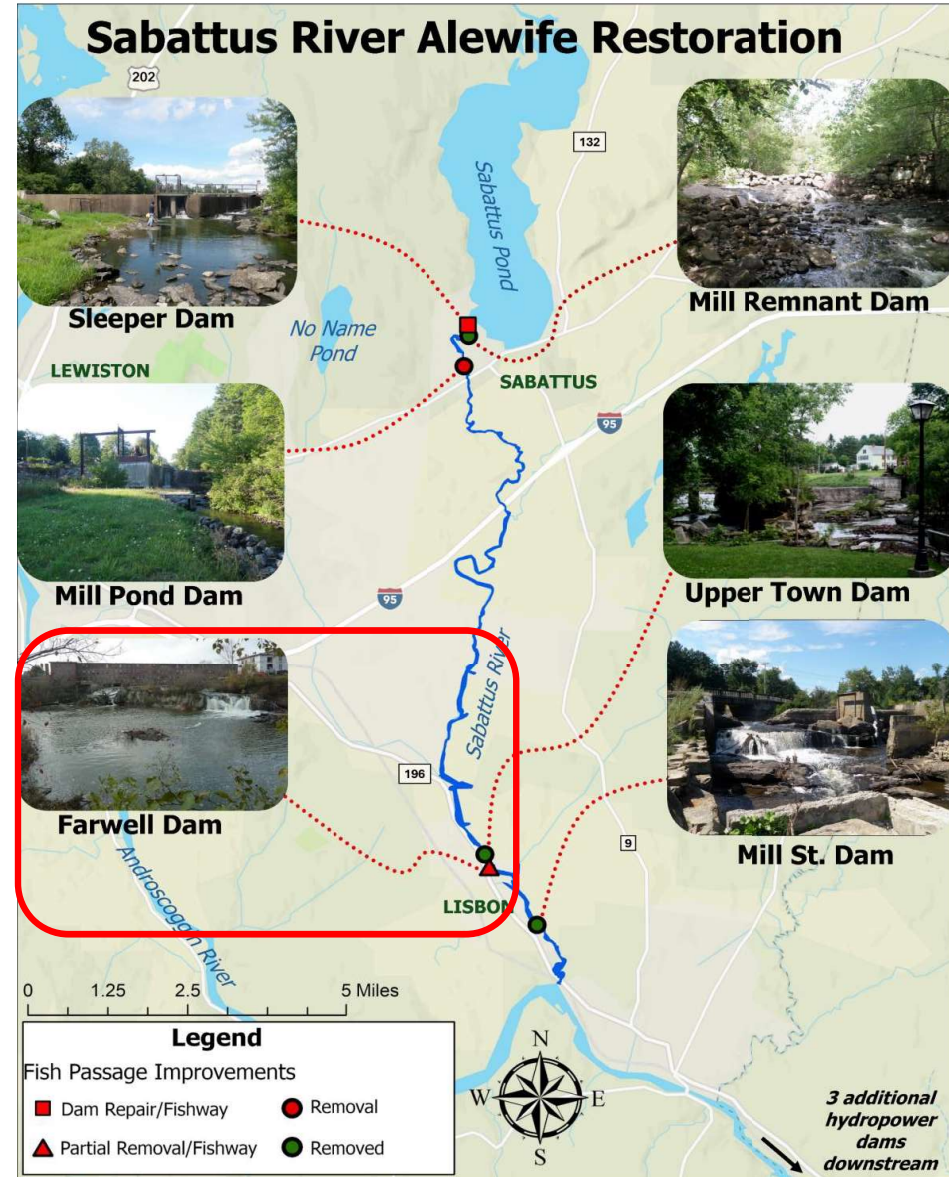 Sabattus River Alewife Restoration
202
132
Sabattus Pond
Sleeper Dam
Mill Remnant Dam
No Name
Pond
LEWISTON
SABATTUS
95
Mill Pond Dam
Upper Town Dam
95
Sabattus River
196
Farwell Dam
9
Mill St. Dam
Androscoggan River
LISBON
0 1.25 2.5 5 Miles
Legend
Fish Passage Improvements
Dam Repair/Fishway
Removal
Partial Removal/Fishway
Removed
N
W E
S
3 additional
hydropower
dams
downstream